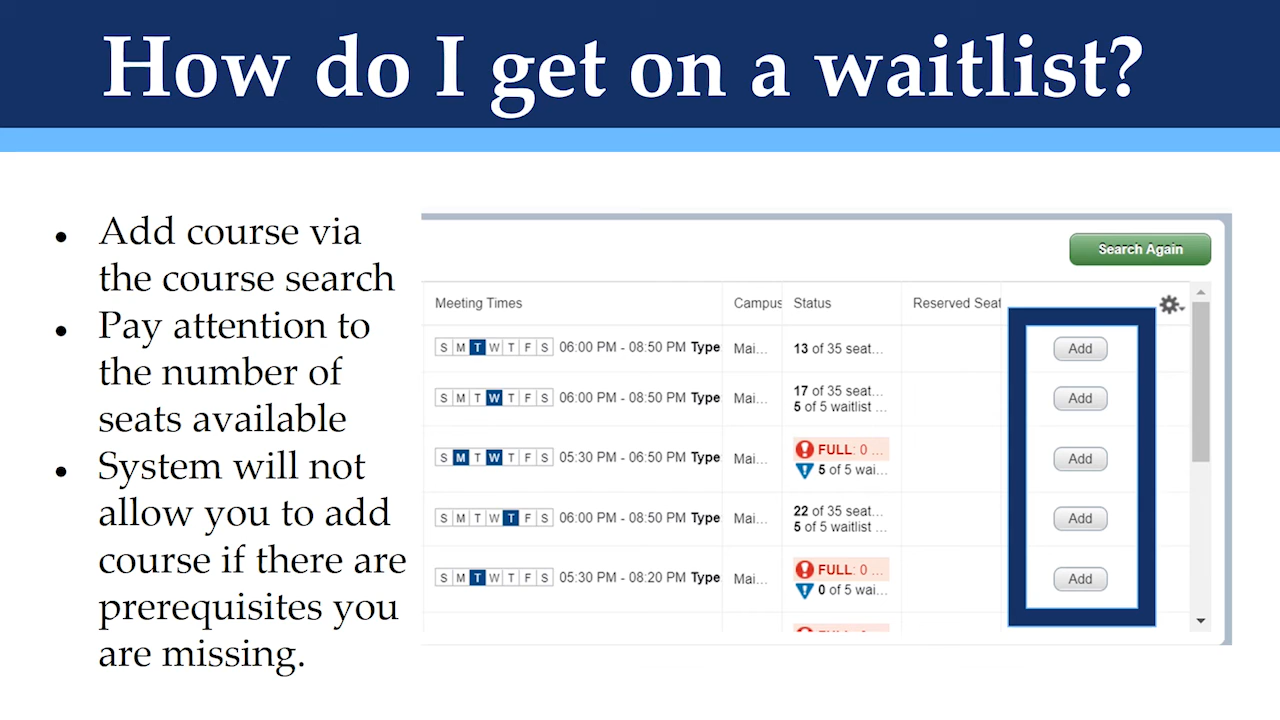 How do I get on a waitlist?
• Add course via
the course search
• Pay attention to
the number of
seats available
• System will not
allow you to add
course if there are
prerequisites you
are missing.
Search Again
Meeting Times Campus Status Reserved Seat
S M T W T F S 06:00 PM - 08:50 PM Type Mai... 13 of 35 seat... Add
S M T W T F S 06:00 PM - 08:50 PM Type Mai... 17 of 35 seat... Add
5 of 5 waitlist ...
S M T W T F S 05:30 PM - 06:50 PM Type Mai... FULL: 0 ... Add
5 of 5 wai...
S M T W T F S 06:00 PM - 08:50 PM Type Mai... 22 of 35 seat... Add
5 of 5 waitlist ...
S M T W T F S 05:30 PM - 08:20 PM Type Mai... FULL: 0 ... Add
0 of 5 wai...